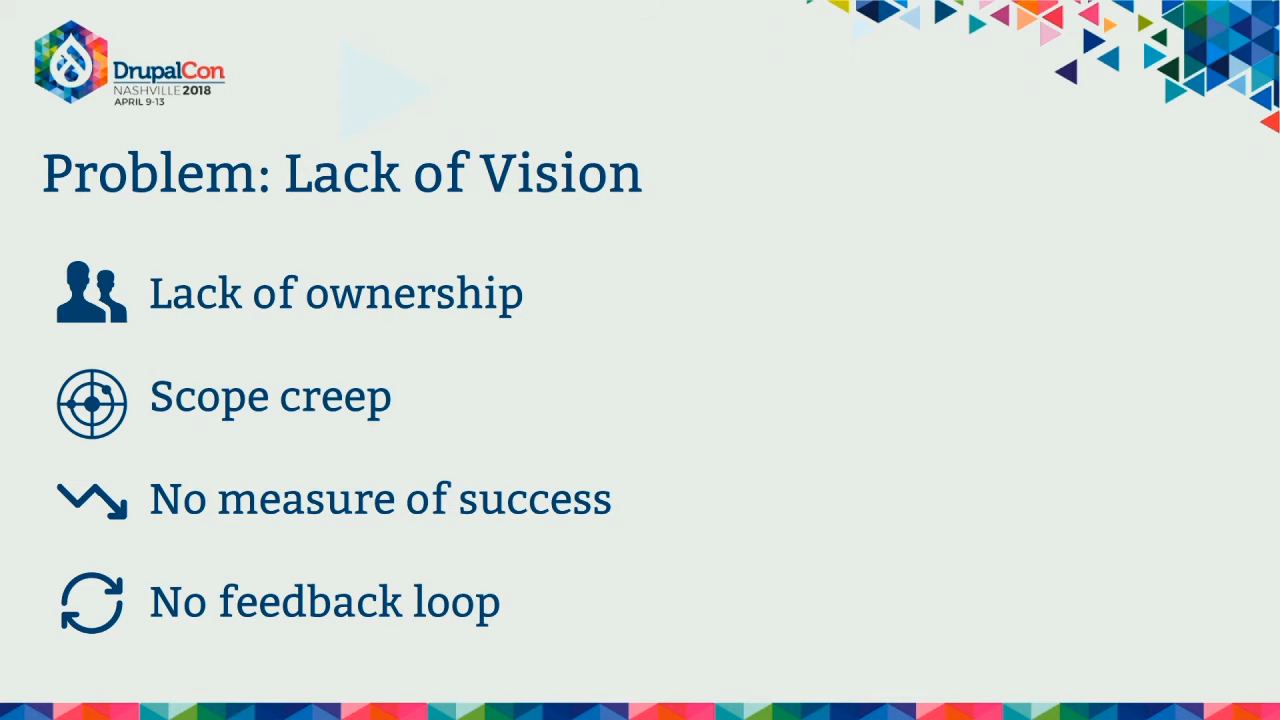 DrupalCon
NASHVILLE 2018
APRIL 9-13
Problem: Lack of Vision
Lack of ownership
Scope creep
No measure of success
No feedback loop